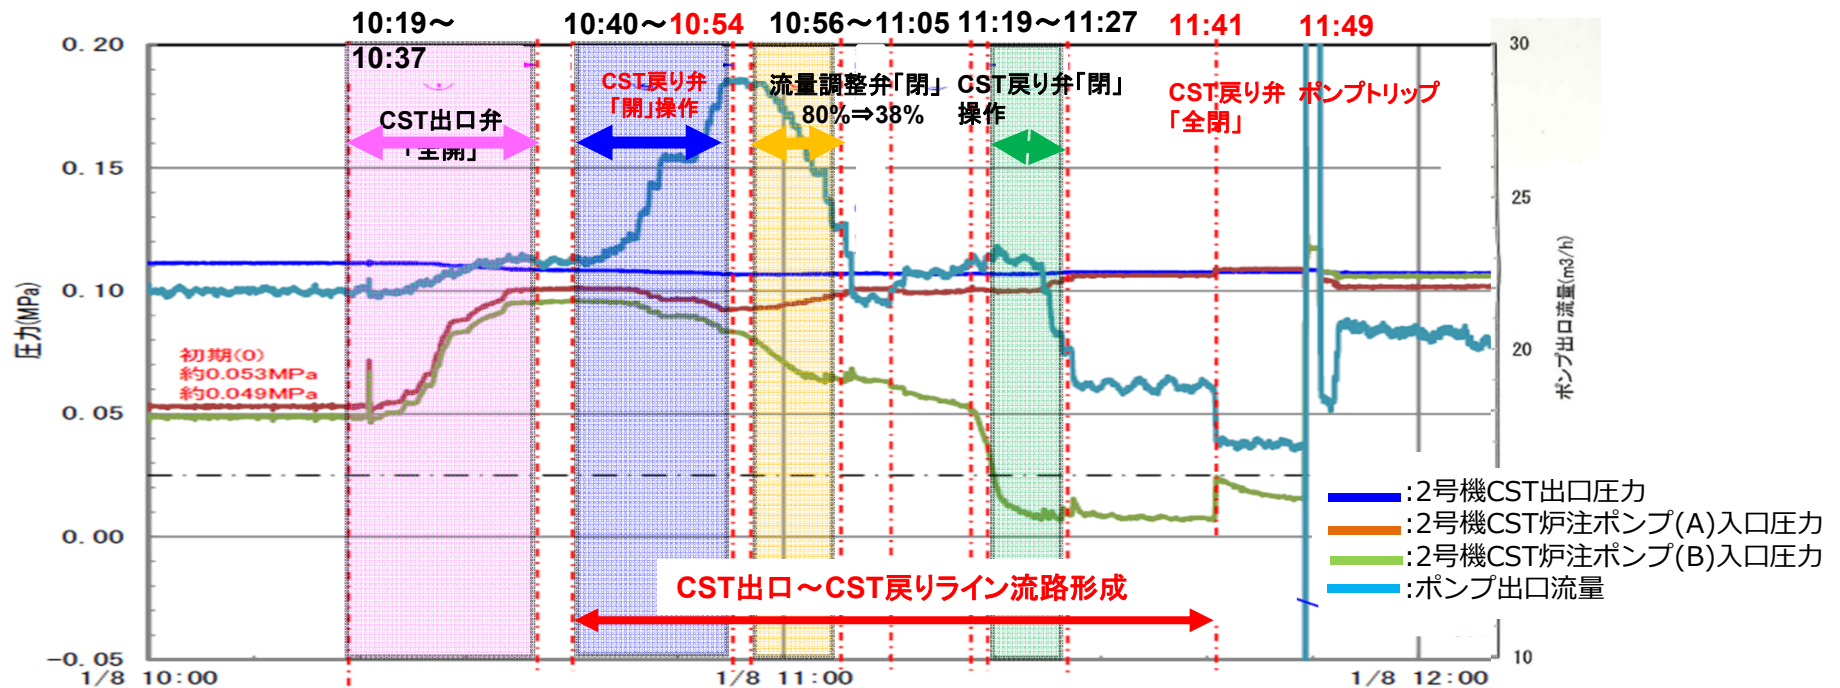 10:19～
10:37
10:40～10:54
10:56～11:05
11:19～11:27
11:41
11:49
CST出口弁
「全開」
CST戻り弁
「開」操作
流量調整弁「閉」
80%⇒38%
CST戻り弁「閉」
操作
CST戻り弁
「全閉」
ポンプトリップ
0.20
0.15
0.10
0.05
0.00
-0.05
圧力(MPa)
30
25
20
10
ポンプ出口流量(m3/h)
初期(0)
約0.053MPa
約0.049MPa
CST出口～CST戻りライン流路形成
:2号機CST出口圧力
:2号機CST炉注ポンプ(A)入口圧力
:2号機CST炉注ポンプ(B)入口圧力
:ポンプ出口流量
1/8 10:00
1/8 11:00
1/8 12:00